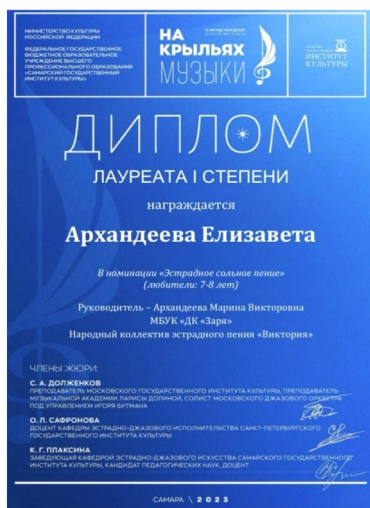 МИНИСТЕРСТВО КУЛЬТУРЫ
РОССИЙСКОЙ ФЕДЕРАЦИИ
ФЕДЕРАЛЬНОЕ ГОСУДАРСТВЕННОЕ
БЮДЖЕТНОЕ ОБРАЗОВАТЕЛЬНОЕ
УЧРЕЖДЕНИЕ ВЫСШЕГО
ПРОФЕССИОНАЛЬНОГО ОБРАЗОВАНИЯ
«САМАРСКИЙ ГОСУДАРСТВЕННЫЙ
ИНСТИТУТ КУЛЬТУРЫ»
НА
КРЫЛЬЯХ
МУЗЫКИ
ИНСТИТУТ
КУЛЬТУРЫ
ДИПЛОМ
ЛАУРЕАТА I СТЕПЕНИ
награждается
Архандеева Елизавета
В номинации «Эстрадное сольное пение»
(любители: 7-8 лет)
Руководитель – Архандеева Марина Викторовна
МБУК «ДК «Заря»
Народный коллектив эстрадного пения «Виктория»
ЧЛЕНЫ ЖЮРИ:
С. А. ДОЛЖЕНКОВ
ПРЕПОДАВАТЕЛЬ МОСКОВСКОГО ГОСУДАРСТВЕННОГО ИНСТИТУТА КУЛЬТУРЫ, ПРЕПОДАВАТЕЛЬ
МУЗЫКАЛЬНОЙ АКАДЕМИИ ЛАРИСЫ ДОЛИНОЙ, СОЛИСТ МОСКОВСКОГО ДЖАЗОВОГО ОРКЕСТРА
ПОД УПРАВЛЕНИЕМ ИГОРЯ БУТМАНА
О. Л. САФРОНОВА
ДОЦЕНТ КАФЕДРЫ ЭСТРАДНО-ДЖАЗОВОГО ИСПОЛНИТЕЛЬСТВА САНКТ-ПЕТЕРБУРГСКОГО
ГОСУДАРСТВЕННОГО ИНСТИТУТА КУЛЬТУРЫ
К. Г. ПЛАКСИНА
ЗАВЕДУЮЩАЯ КАФЕДРОЙ ЭСТРАДНО-ДЖАЗОВОГО ИСКУССТВА САМАРСКОГО ГОСУДАРСТВЕННОГО
ИНСТИТУТА КУЛЬТУРЫ, КАНДИДАТ ПЕДАГОГИЧЕСКИХ НАУК, ДОЦЕНТ
САМАРА \ 2023